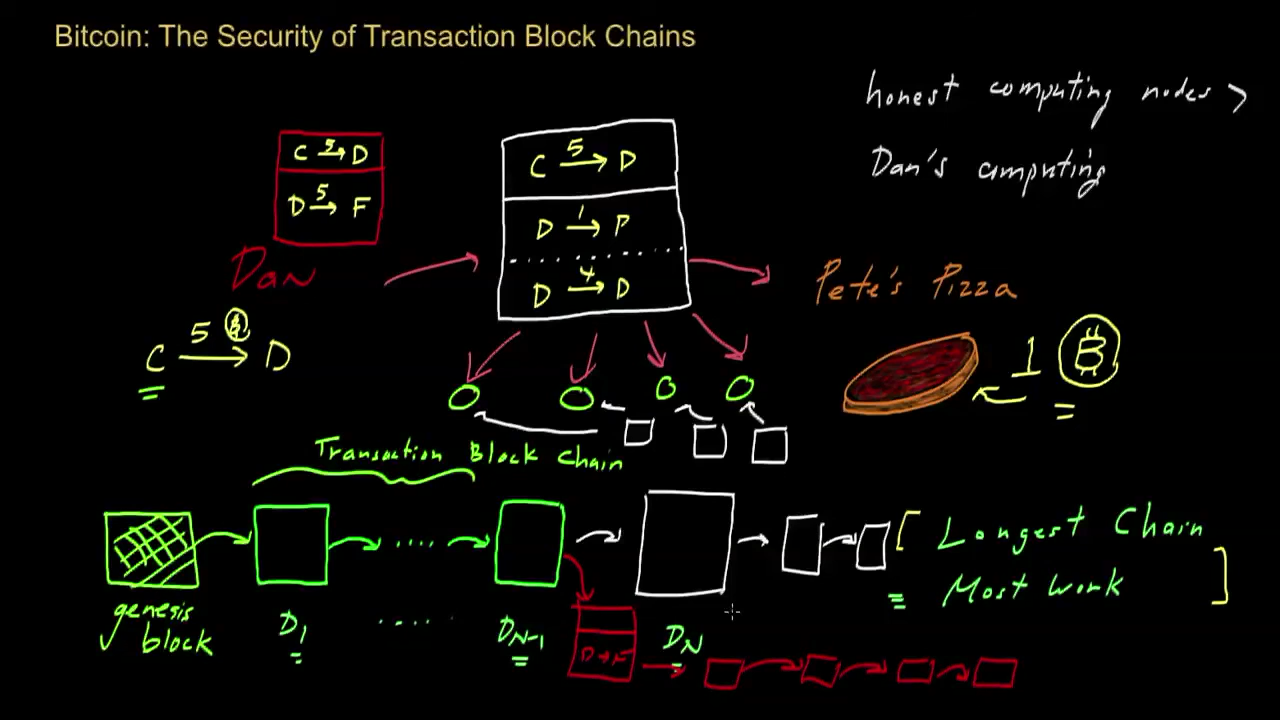 Bitcoin: The Security of Transaction Block Chains
honest computing nodes >
Dan's computing
C 5→ D
D 5→ F
Dan
C 5→ D
D 1→ P
D 4→ D
Pete's Pizza
C 5 ₿→ D
1 ₿
Transaction Block Chain
....
Longest Chain
Most work
genesis
block
D1
.....
DN-1
D→F
DN